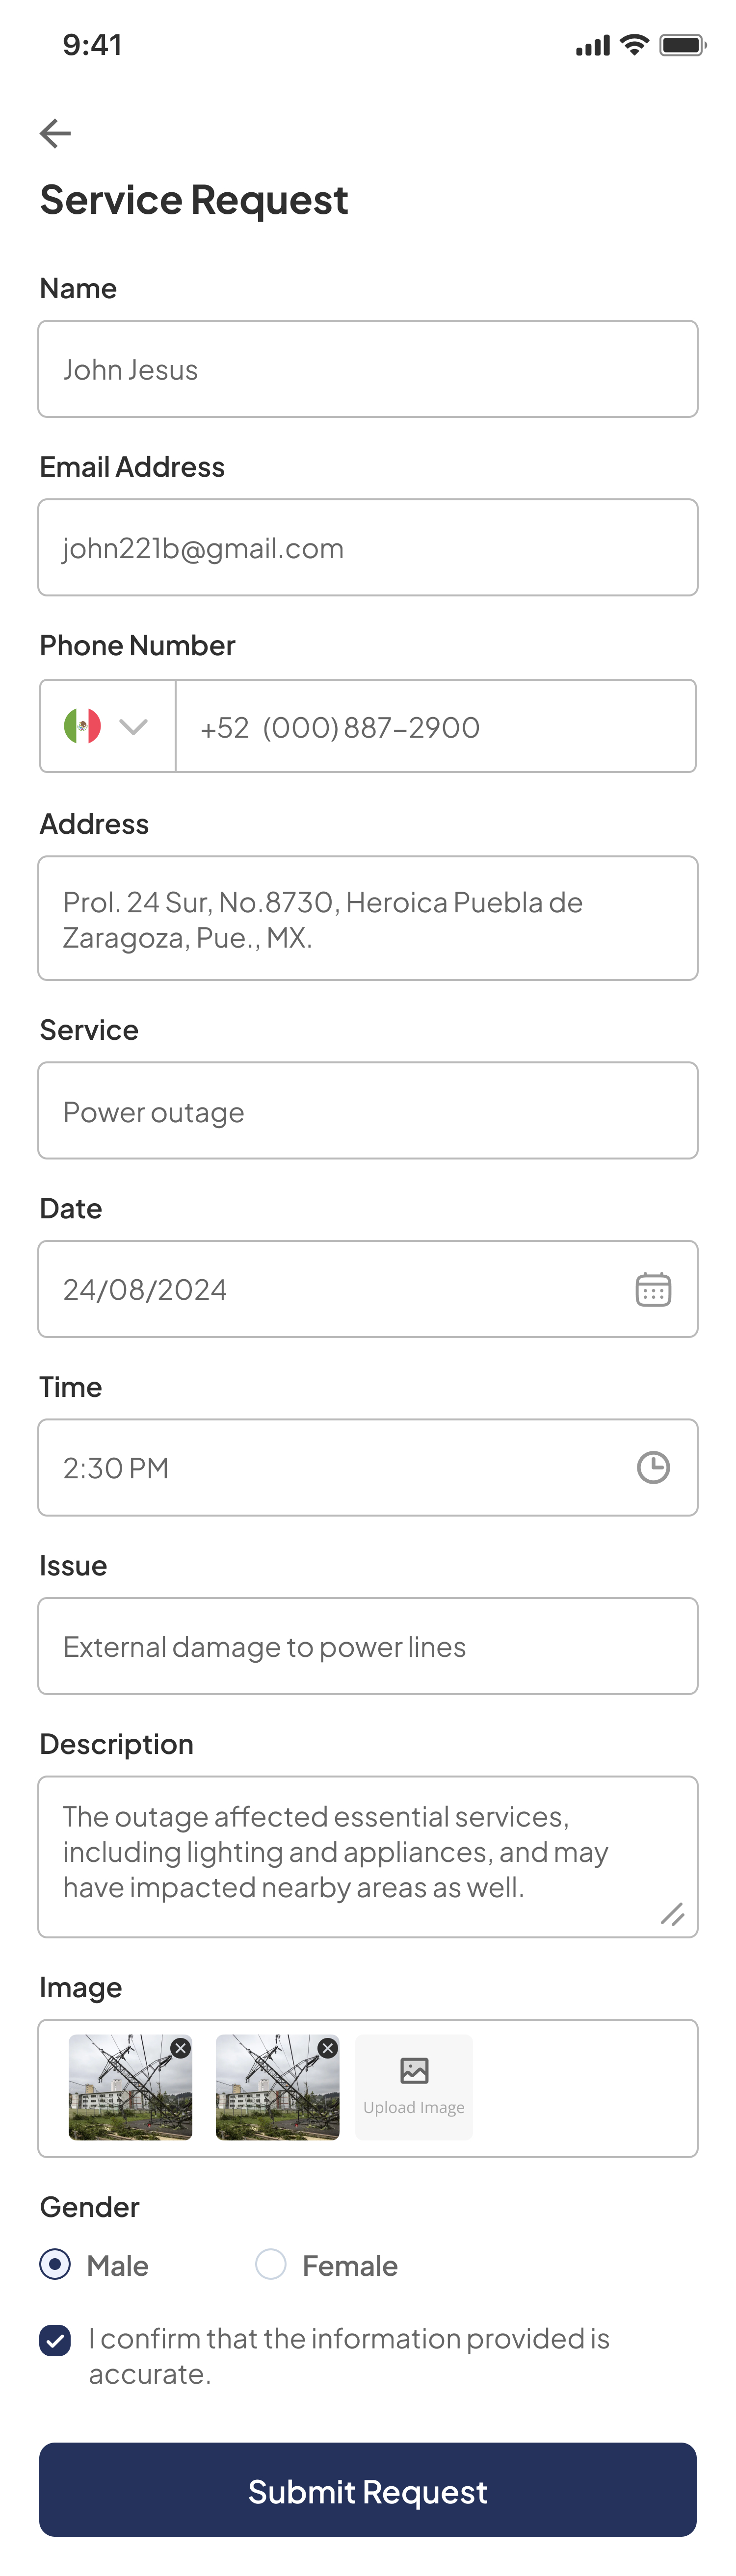 9:41
Service Request
Name
John Jesus
Email Address
john221b@gmail.com
Phone Number
+52 (000) 887-2900
Address
Prol. 24 Sur, No.8730, Heroica Puebla de
Zaragoza, Pue., MX.
Service
Power outage
Date
24/08/2024
Time
2:30 PM
Issue
External damage to power lines
Description
The outage affected essential services,
including lighting and appliances, and may
have impacted nearby areas as well.
Image
Upload Image
Gender
Male Female
I confirm that the information provided is
accurate.
Submit Request